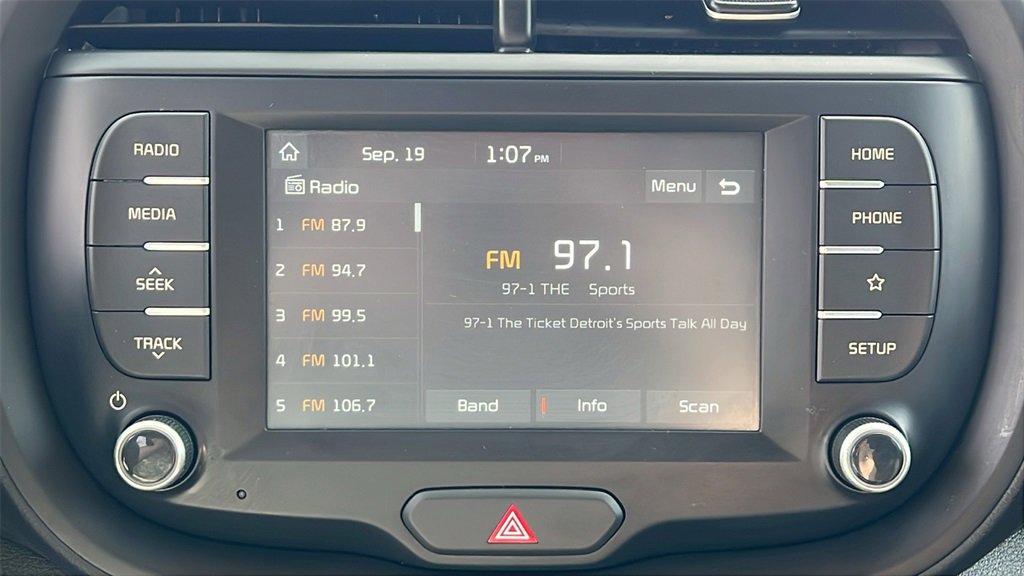 RADIO
MEDIA
SEEK
TRACK
Sep. 19 1:07 PM
Radio Menu
1 FM 87.9
2 FM 94.7
3 FM 99.5
4 FM 101.1
5 FM 106.7
FM 97.1
97-1 THE Sports
97-1 The Ticket Detroit's Sports Talk All Day
Band Info Scan
HOME
PHONE
SETUP